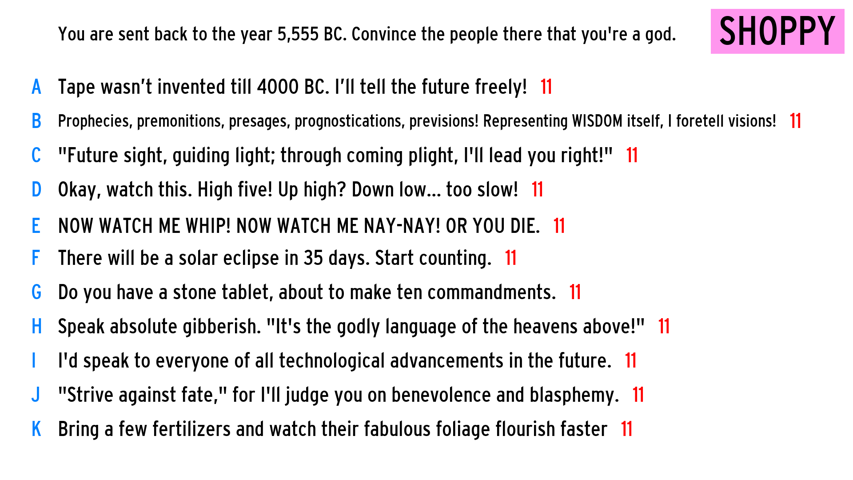 You are sent back to the year 5,555 BC. Convince the people there that you're a god.
SHOPPY
A Tape wasn’t invented till 4000 BC. I’ll tell the future freely! 11
B Prophecies, premonitions, presages, prognostications, previsions! Representing WISDOM itself, I foretell visions! 11
C "Future sight, guiding light; through coming plight, I'll lead you right!" 11
D Okay, watch this. High five! Up high? Down low... too slow! 11
E NOW WATCH ME WHIP! NOW WATCH ME NAY-NAY! OR YOU DIE. 11
F There will be a solar eclipse in 35 days. Start counting. 11
G Do you have a stone tablet, about to make ten commandments. 11
H Speak absolute gibberish. "It's the godly language of the heavens above!" 11
I I'd speak to everyone of all technological advancements in the future. 11
J "Strive against fate," for I'll judge you on benevolence and blasphemy. 11
K Bring a few fertilizers and watch their fabulous foliage flourish faster 11